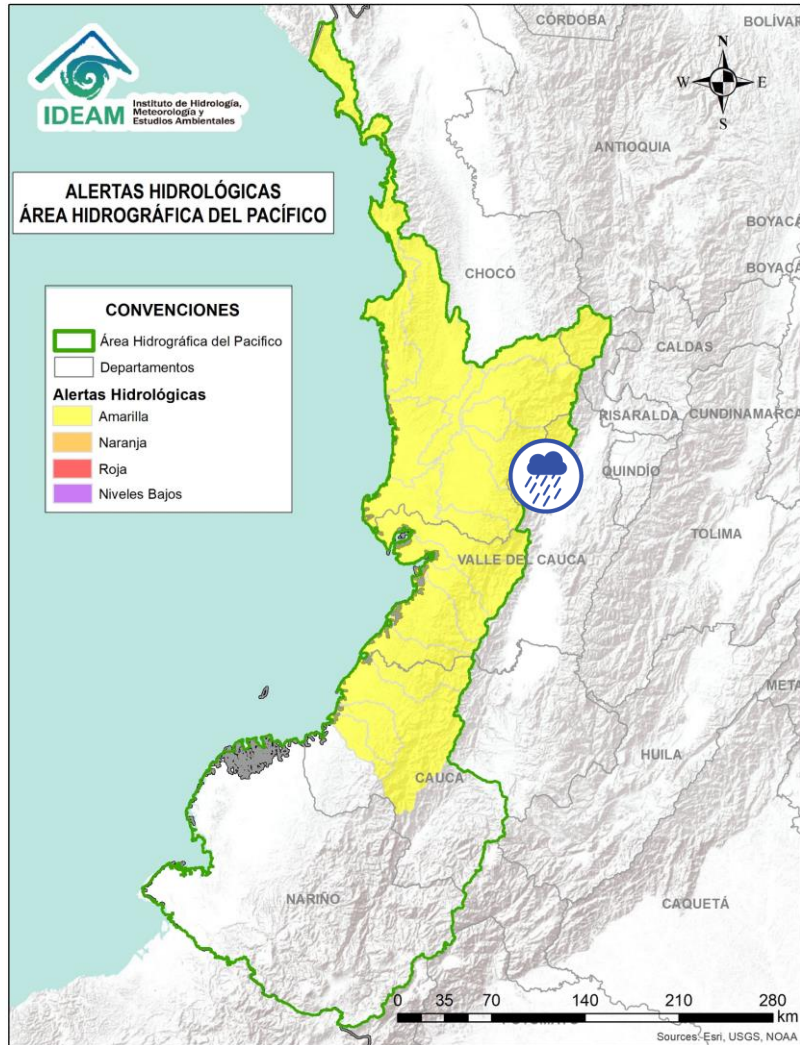 IDEAM
Instituto de Hidrología,
Meteorología y
Estudios Ambientales
ALERTAS HIDROLÓGICAS
ÁREA HIDROGRÁFICA DEL PACÍFICO
CONVENCIONES
Área Hidrográfica del Pacifico
Departamentos
Alertas Hidrológicas
Amarilla
Naranja
Roja
Niveles Bajos
N
W
E
S
CÓRDOBA
BOLÍVAR
ANTIOQUIA
BOYACÁ
BOYACÁ
CHOCÓ
CALDAS
RISARALDA
CUNDINAMARCA
QUINDÍO
TOLIMA
VALLE DEL CAUCA
META
HUILA
CAUCA
NARIÑO
CAQUETÁ
0 35 70 140 210 280
km
Sources: Esri, USGS, NOAA